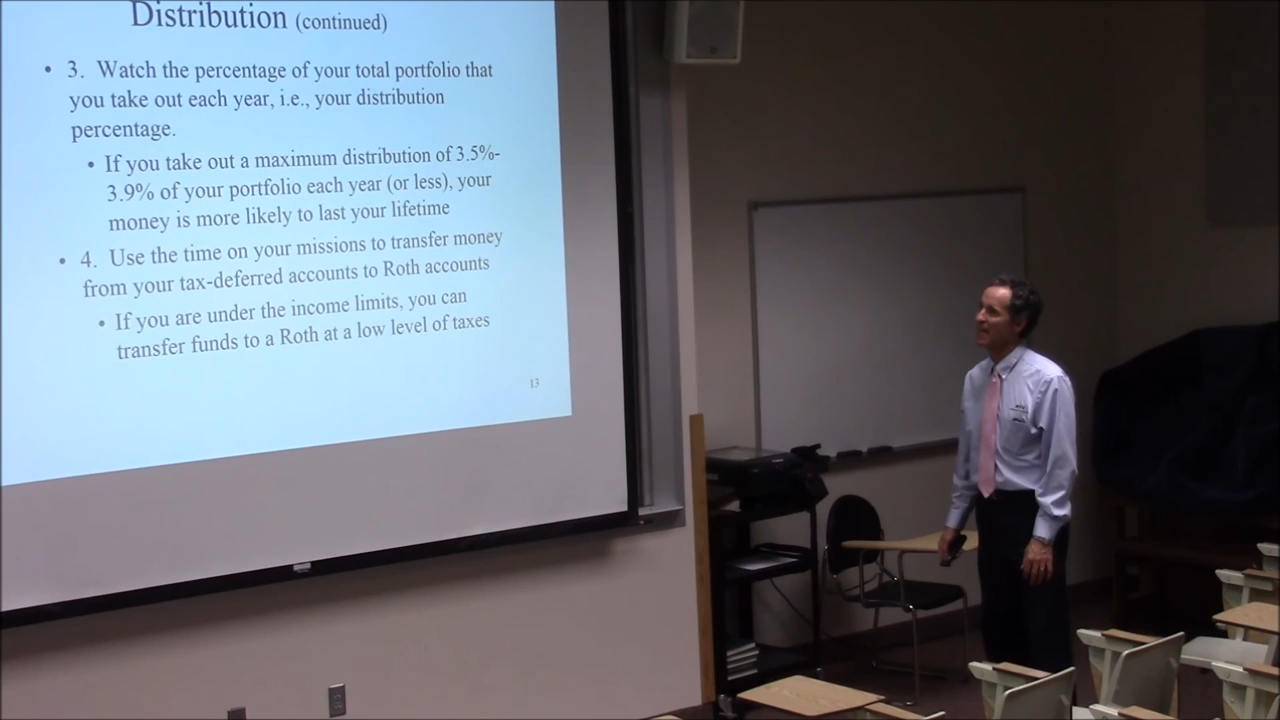 Distribution (continued)
• 3. Watch the percentage of your total portfolio that
you take out each year, i.e., your distribution
percentage.
• If you take out a maximum distribution of 3.5%-
3.9% of your portfolio each year (or less), your
money is more likely to last your lifetime
• 4. Use the time on your missions to transfer money
from your tax-deferred accounts to Roth accounts
• If you are under the income limits, you can
transfer funds to a Roth at a low level of taxes
13